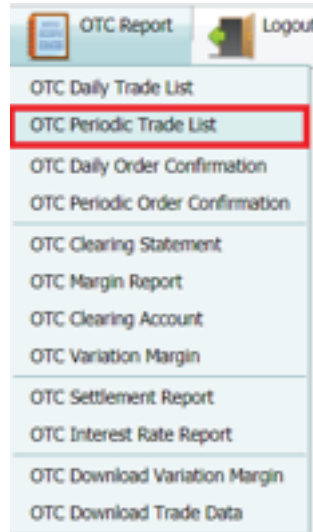 OTC Report
Logout
OTC Daily Trade List
OTC Periodic Trade List
OTC Daily Order Confirmation
OTC Periodic Order Confirmation
OTC Clearing Statement
OTC Margin Report
OTC Clearing Account
OTC Variation Margin
OTC Settlement Report
OTC Interest Rate Report
OTC Download Variation Margin
OTC Download Trade Data